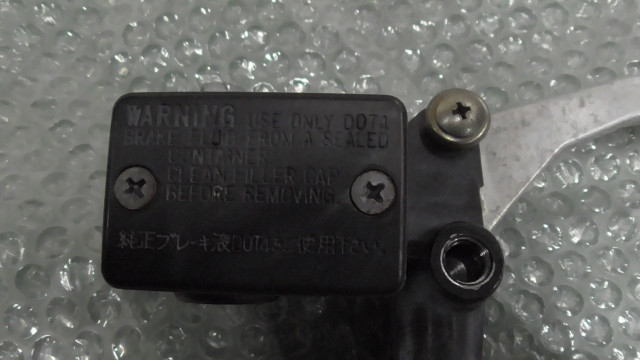 WARNING USE ONLY DOT4
BRAKE FLUID FROM A SEALED
CONTAINER.
CLEAN FILLER CAP
BEFORE REMOVING.
純正ブレーキ液DOT4をご使用下さい。